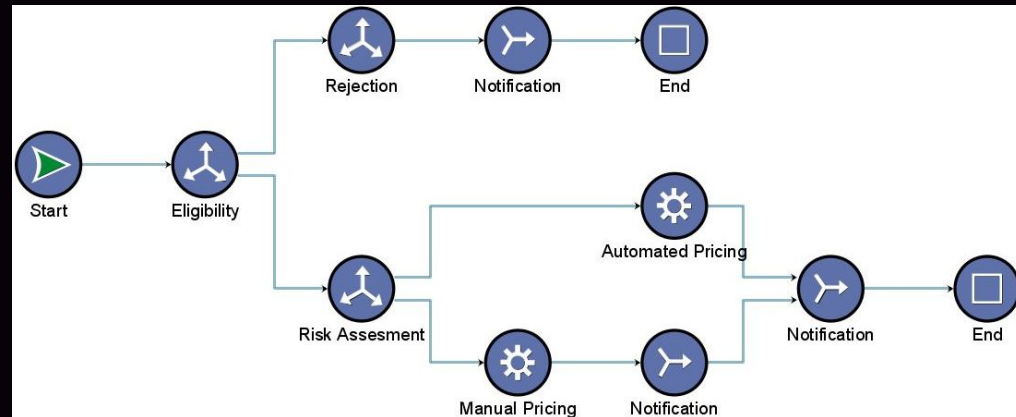 Rejection
Notification
End
Start
Eligibility
Automated Pricing
Risk Assesment
Notification
End
Manual Pricing
Notification